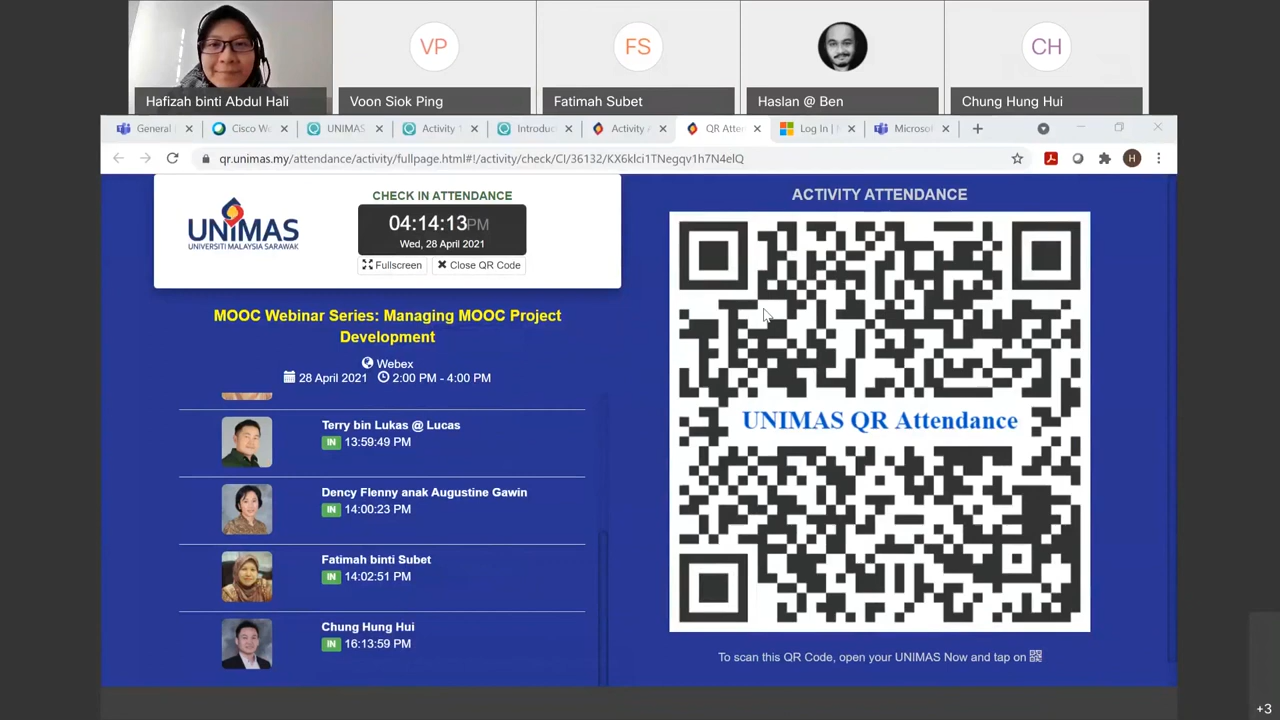 VP
FS
CH
Hafizah binti Abdul Hali
Voon Siok Ping
Fatimah Subet
Haslan @ Ben
Chung Hung Hui
General
Cisco We
UNIMAS
Activity
Introduc
Activity
QR Atte
Log In |
Microso
qr.unimas.my/attendance/activity/fullpage.html#!/activity/check/CI/36132/KX6klci1TNegqv1h7N4elQ
H
UNIMAS
UNIVERSITI MALAYSIA SARAWAK
CHECK IN ATTENDANCE
04:14:13PM
Wed, 28 April 2021
Fullscreen
Close QR Code
MOOC Webinar Series: Managing MOOC Project
Development
Webex
28 April 2021 2:00 PM - 4:00 PM
Terry bin Lukas @ Lucas
IN 13:59:49 PM
Dency Flenny anak Augustine Gawin
IN 14:00:23 PM
Fatimah binti Subet
IN 14:02:51 PM
Chung Hung Hui
IN 16:13:59 PM
ACTIVITY ATTENDANCE
UNIMAS QR Attendance
To scan this QR Code, open your UNIMAS Now and tap on
+3